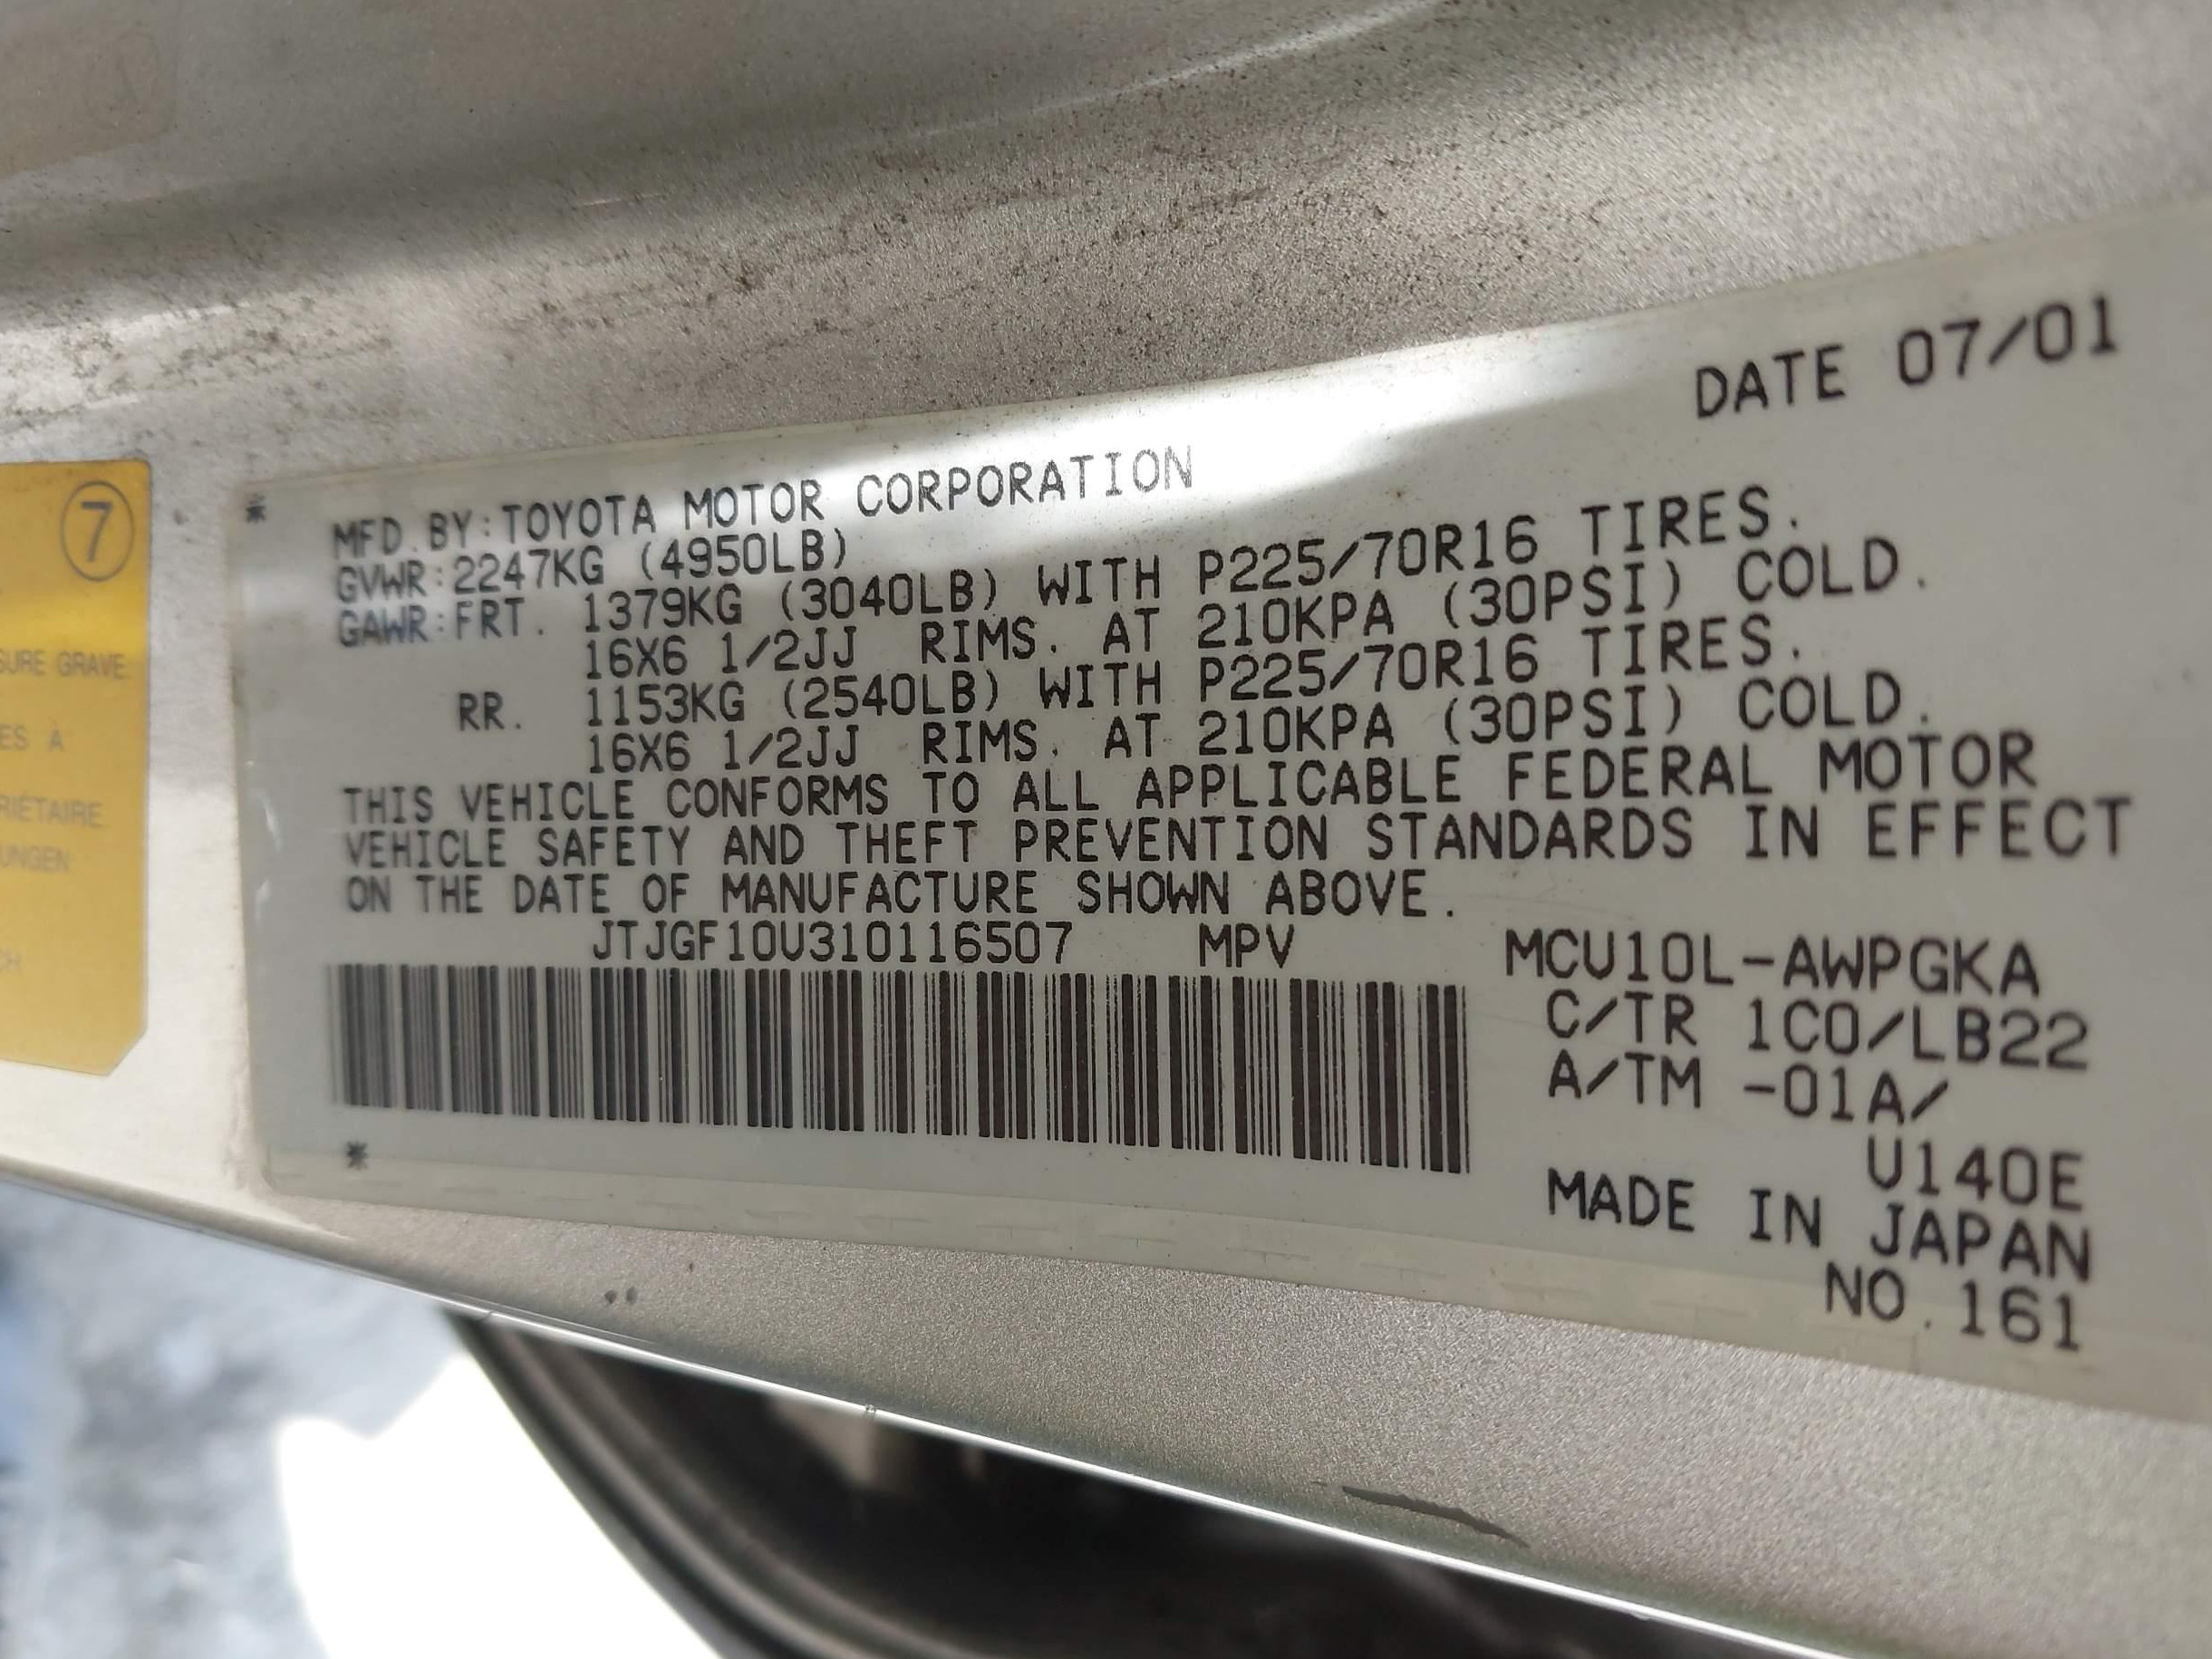 DATE 07/01
MFD. BY:TOYOTA MOTOR CORPORATION
GVWR:2247KG (4950LB)
GAWR:FRT. 1379KG (3040LB) WITH P225/70R16 TIRES.
16X6 1/2JJ RIMS. AT 210KPA (30PSI) COLD.
RR. 1153KG (2540LB) WITH P225/70R16 TIRES.
16X6 1/2JJ RIMS. AT 210KPA (30PSI) COLD.
THIS VEHICLE CONFORMS TO ALL APPLICABLE FEDERAL MOTOR
VEHICLE SAFETY AND THEFT PREVENTION STANDARDS IN EFFECT
ON THE DATE OF MANUFACTURE SHOWN ABOVE.
JTJGF10U310116507 MPV MCU10L-AWPGKA
C/TR 1C0/LB22
A/TM -01A/
U140E
MADE IN JAPAN
NO.161
7
GRAVE
À